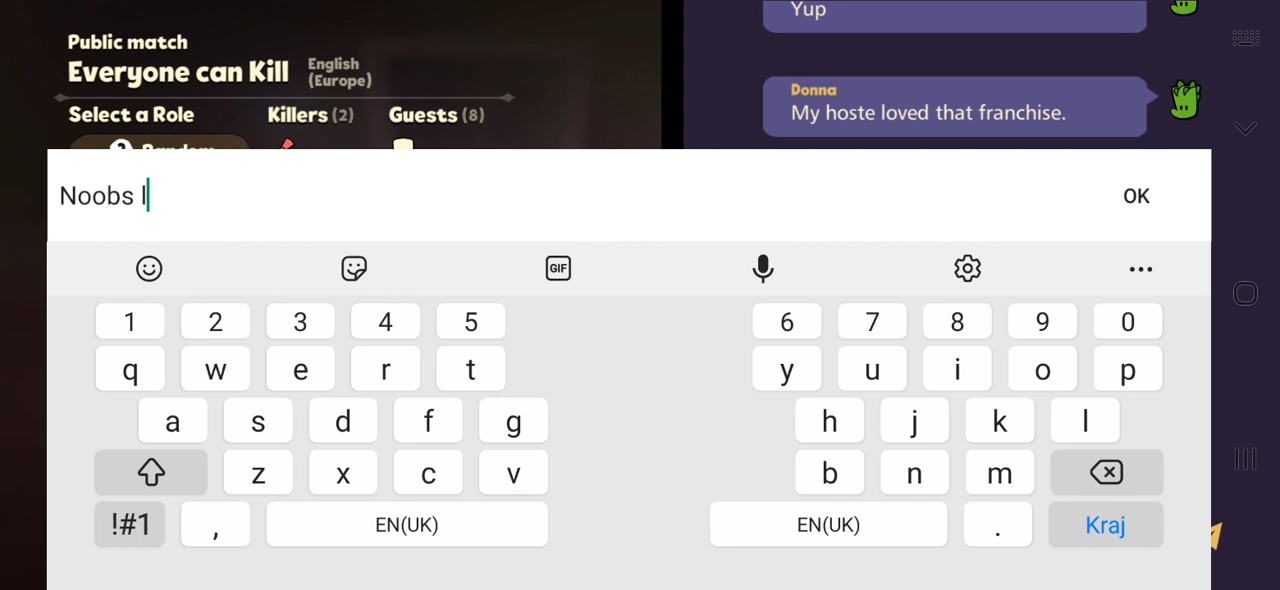 Yup
Public match
Everyone can Kill
English
(Europe)
Donna
My hoste loved that franchise.
Select a Role
Killers (2)
Guests (8)
Random
Noobs l
OK
GIF
1 2 3 4 5 6 7 8 9 0
q w e r t y u i o p
a s d f g h j k l
z x c v b n m
!#1 , EN(UK) EN(UK) . Kraj